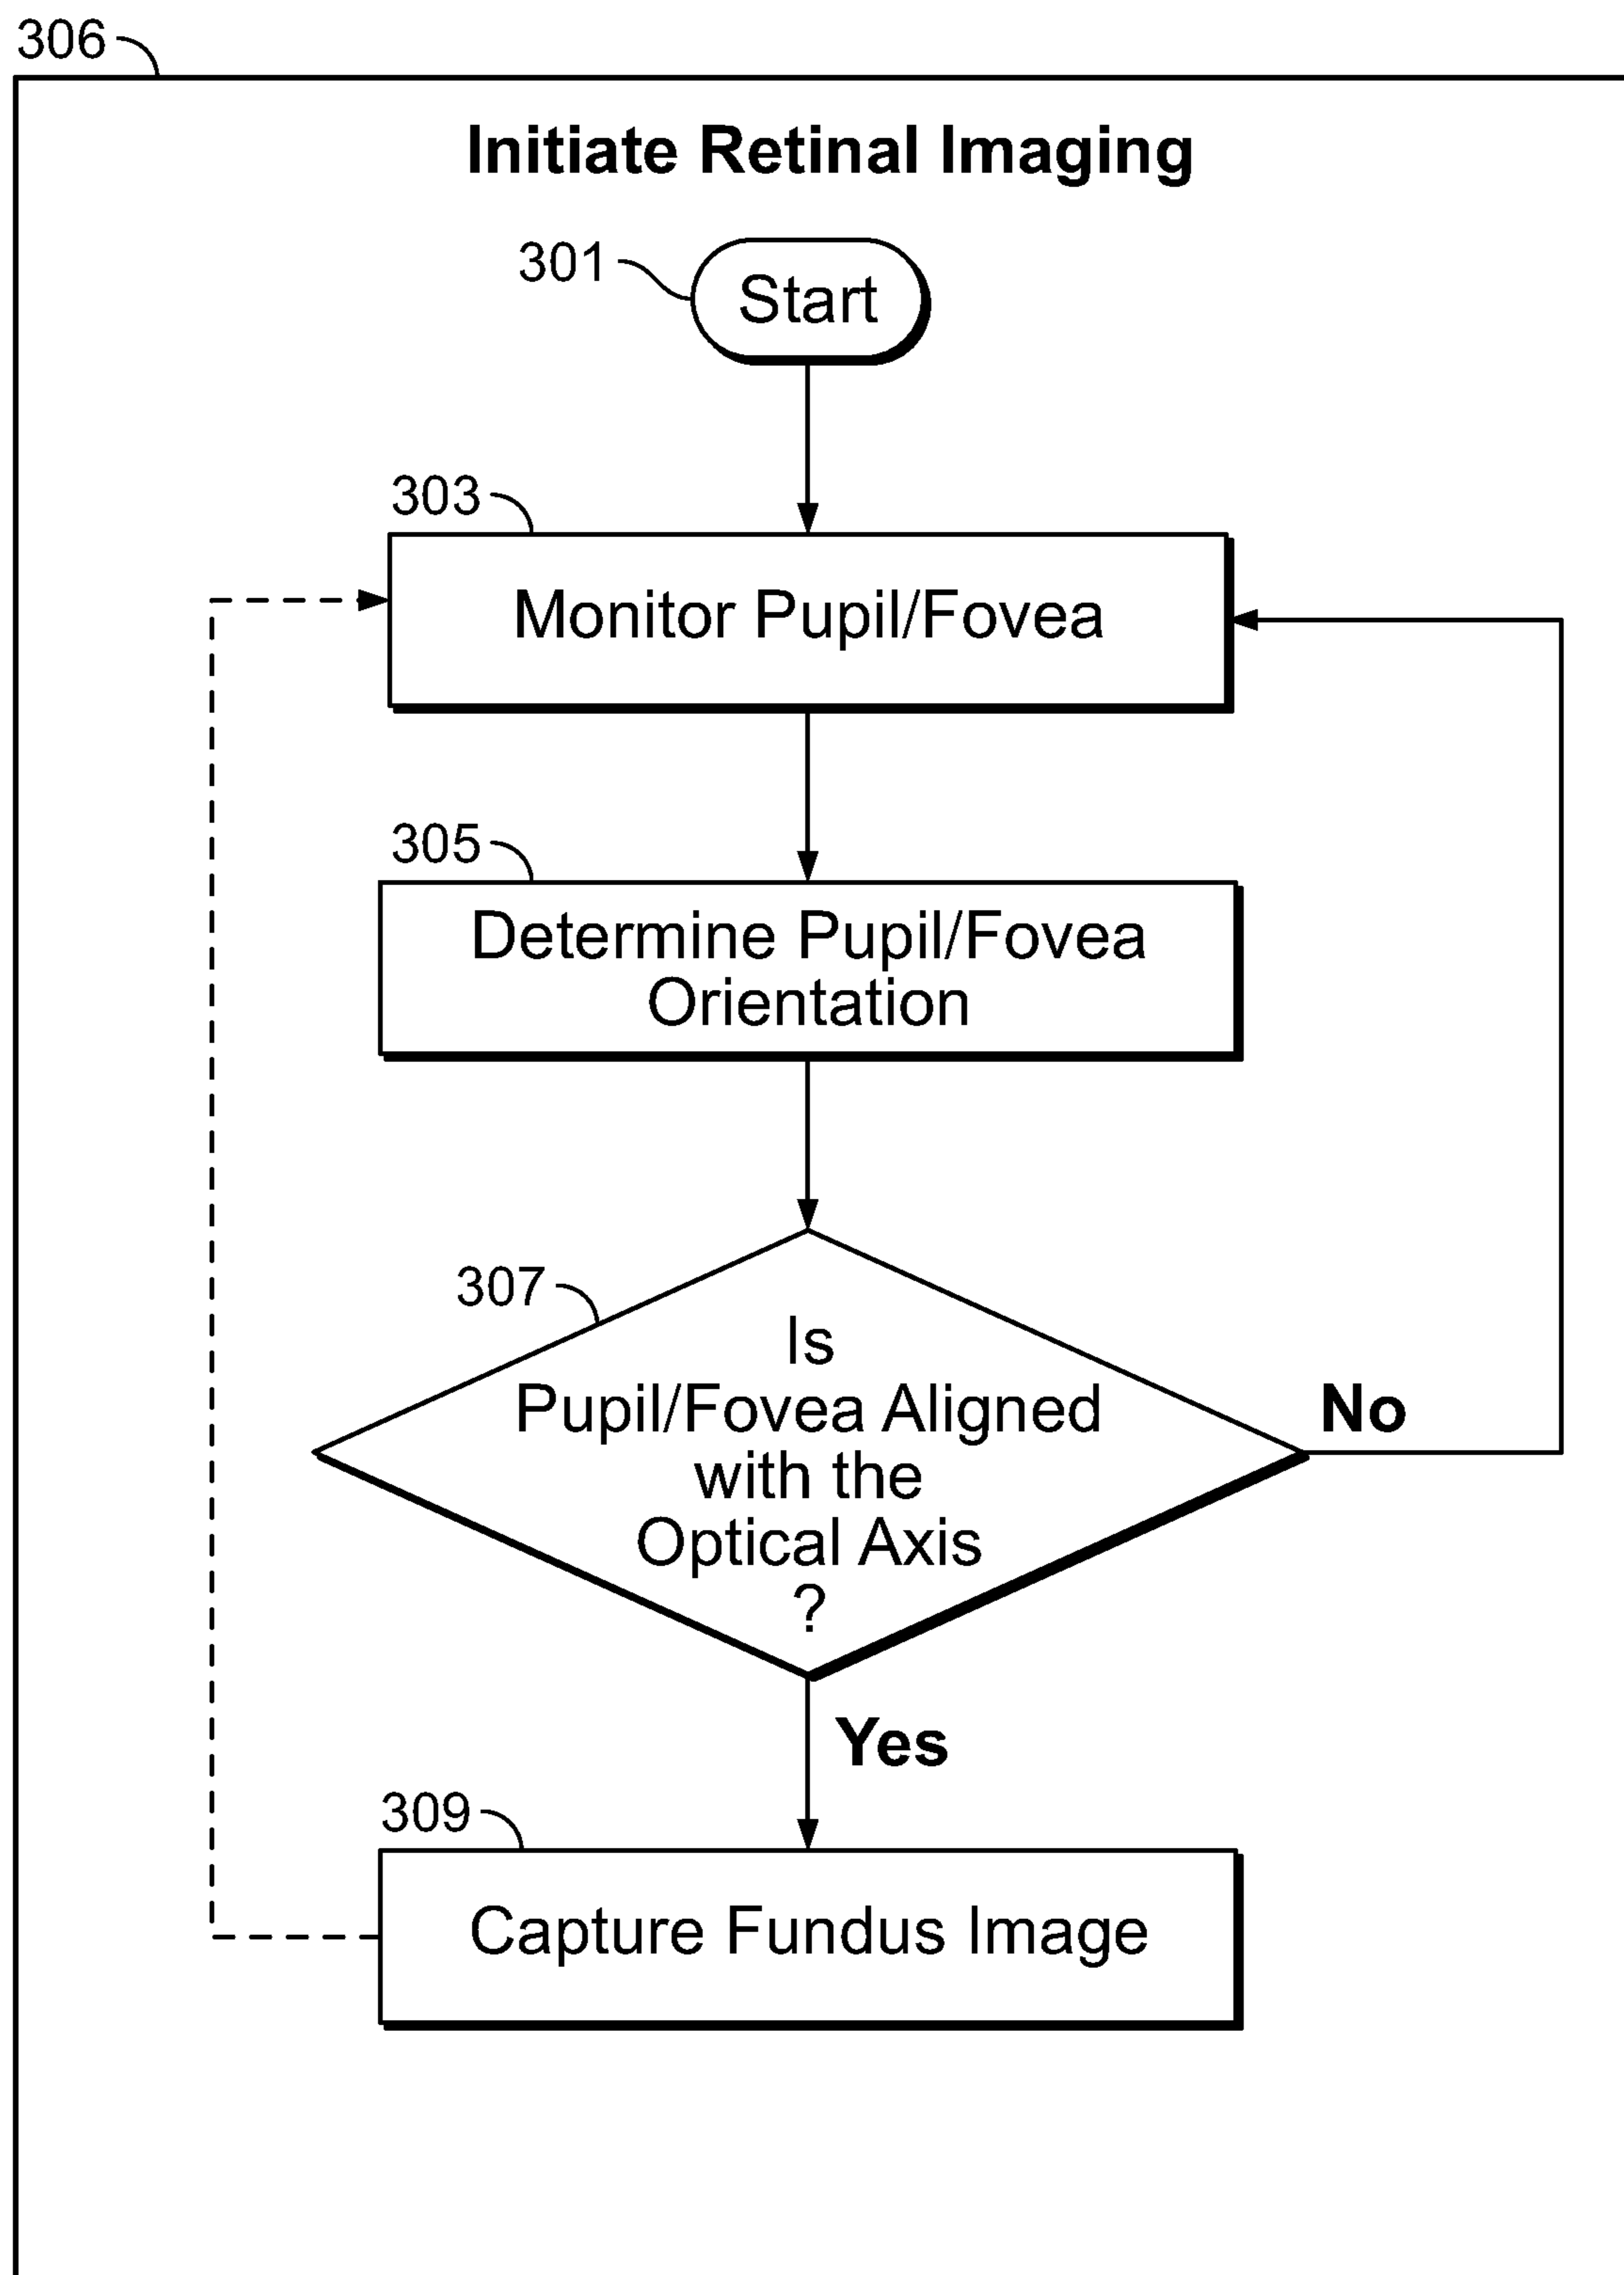 306
Initiate Retinal Imaging
301
Start
303
Monitor Pupil/Fovea
305
Determine Pupil/Fovea
Orientation
307
Is
Pupil/Fovea Aligned
with the
Optical Axis
?
No
Yes
309
Capture Fundus Image